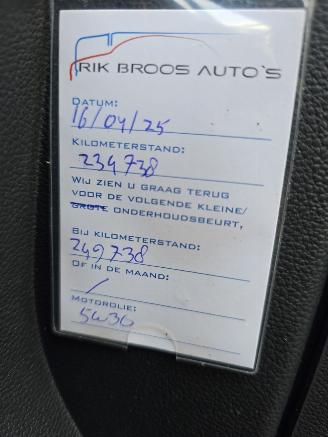 RIK BROOS AUTO`S
DATUM:
16/04/25
KILOMETERSTAND:
234738
WIJ ZIEN U GRAAG TERUG
VOOR DE VOLGENDE KLEINE/
GROTE ONDERHOUDSBEURT,
BIJ KILOMETERSTAND:
249738
OF IN DE MAAND:
/
MOTOROLIE:
5W30